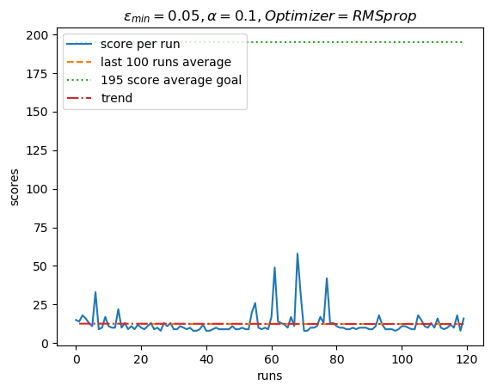 ε_min = 0.05, α = 0.1, Optimizer = RMSprop
200
175
150
125
100
75
50
25
0
scores
score per run
last 100 runs average
195 score average goal
trend
0 20 40 60 80 100 120
runs